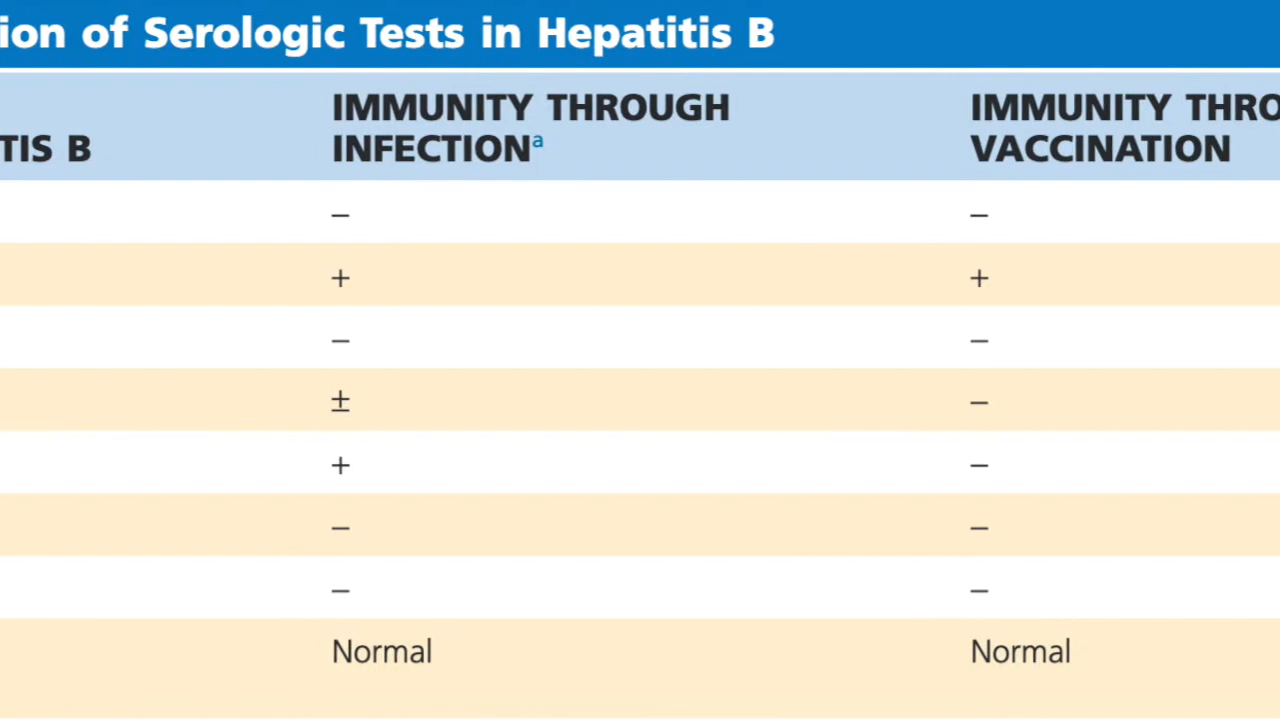 ion of Serologic Tests in Hepatitis B
TIS B IMMUNITY THROUGH INFECTIONa IMMUNITY THRO VACCINATION
– –
+ +
– –
± –
+ –
– –
– –
Normal Normal